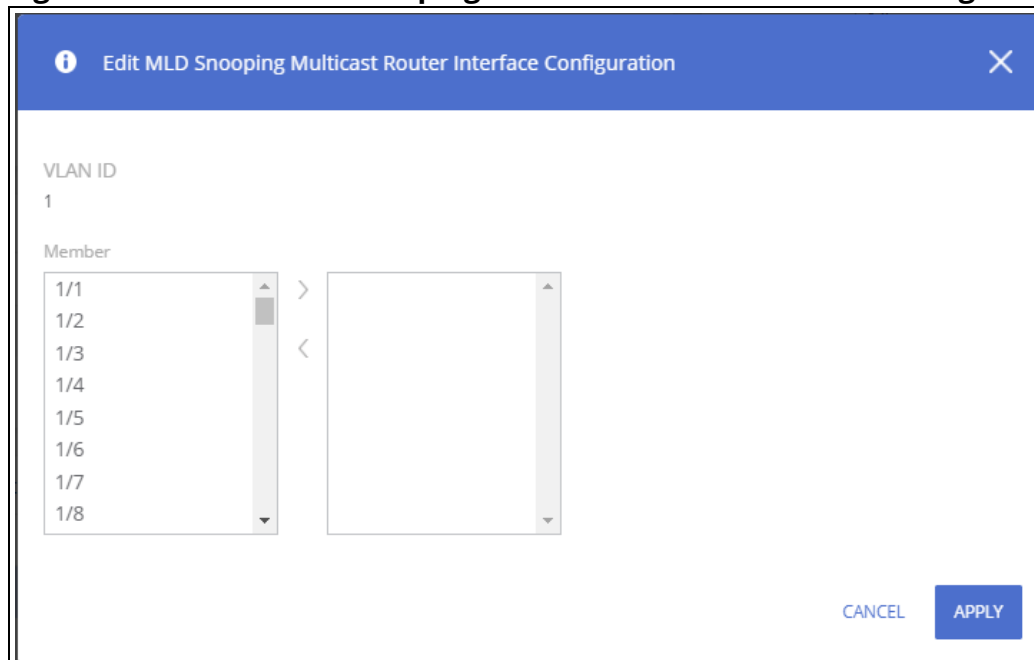 Edit MLD Snooping Multicast Router Interface Configuration
VLAN ID
1
Member
1/1
1/2
1/3
1/4
1/5
1/6
1/7
1/8
CANCEL APPLY